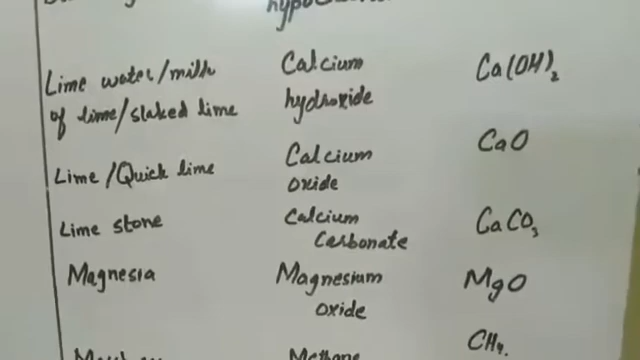 Lime water/milk Calcium Ca(OH)₂
of lime/slaked lime hydroxide
Lime/Quick lime Calcium CaO
oxide
Lime stone Calcium CaCO₃
Carbonate
Magnesia Magnesium MgO
oxide
Methane CH₄.